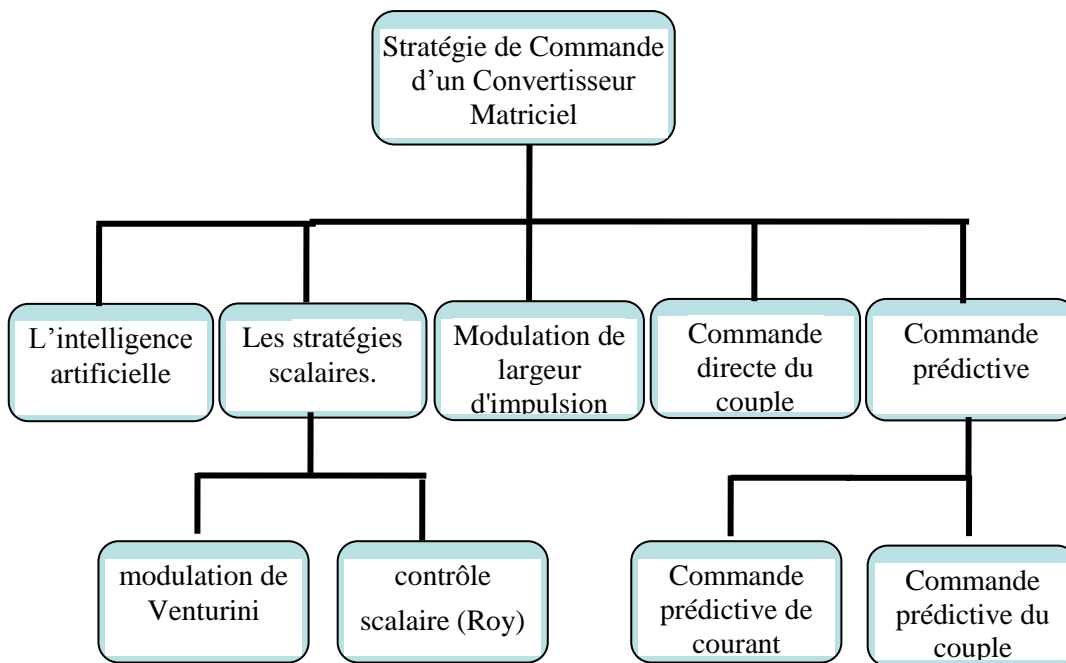 Stratégie de Commande
d’un Convertisseur
Matriciel
L’intelligence
artificielle
Les stratégies
scalaires.
Modulation de
largeur
d'impulsion
Commande
directe du
couple
Commande
prédictive
modulation de
Venturini
contrôle
scalaire (Roy)
Commande
prédictive de
courant
Commande
prédictive du
couple